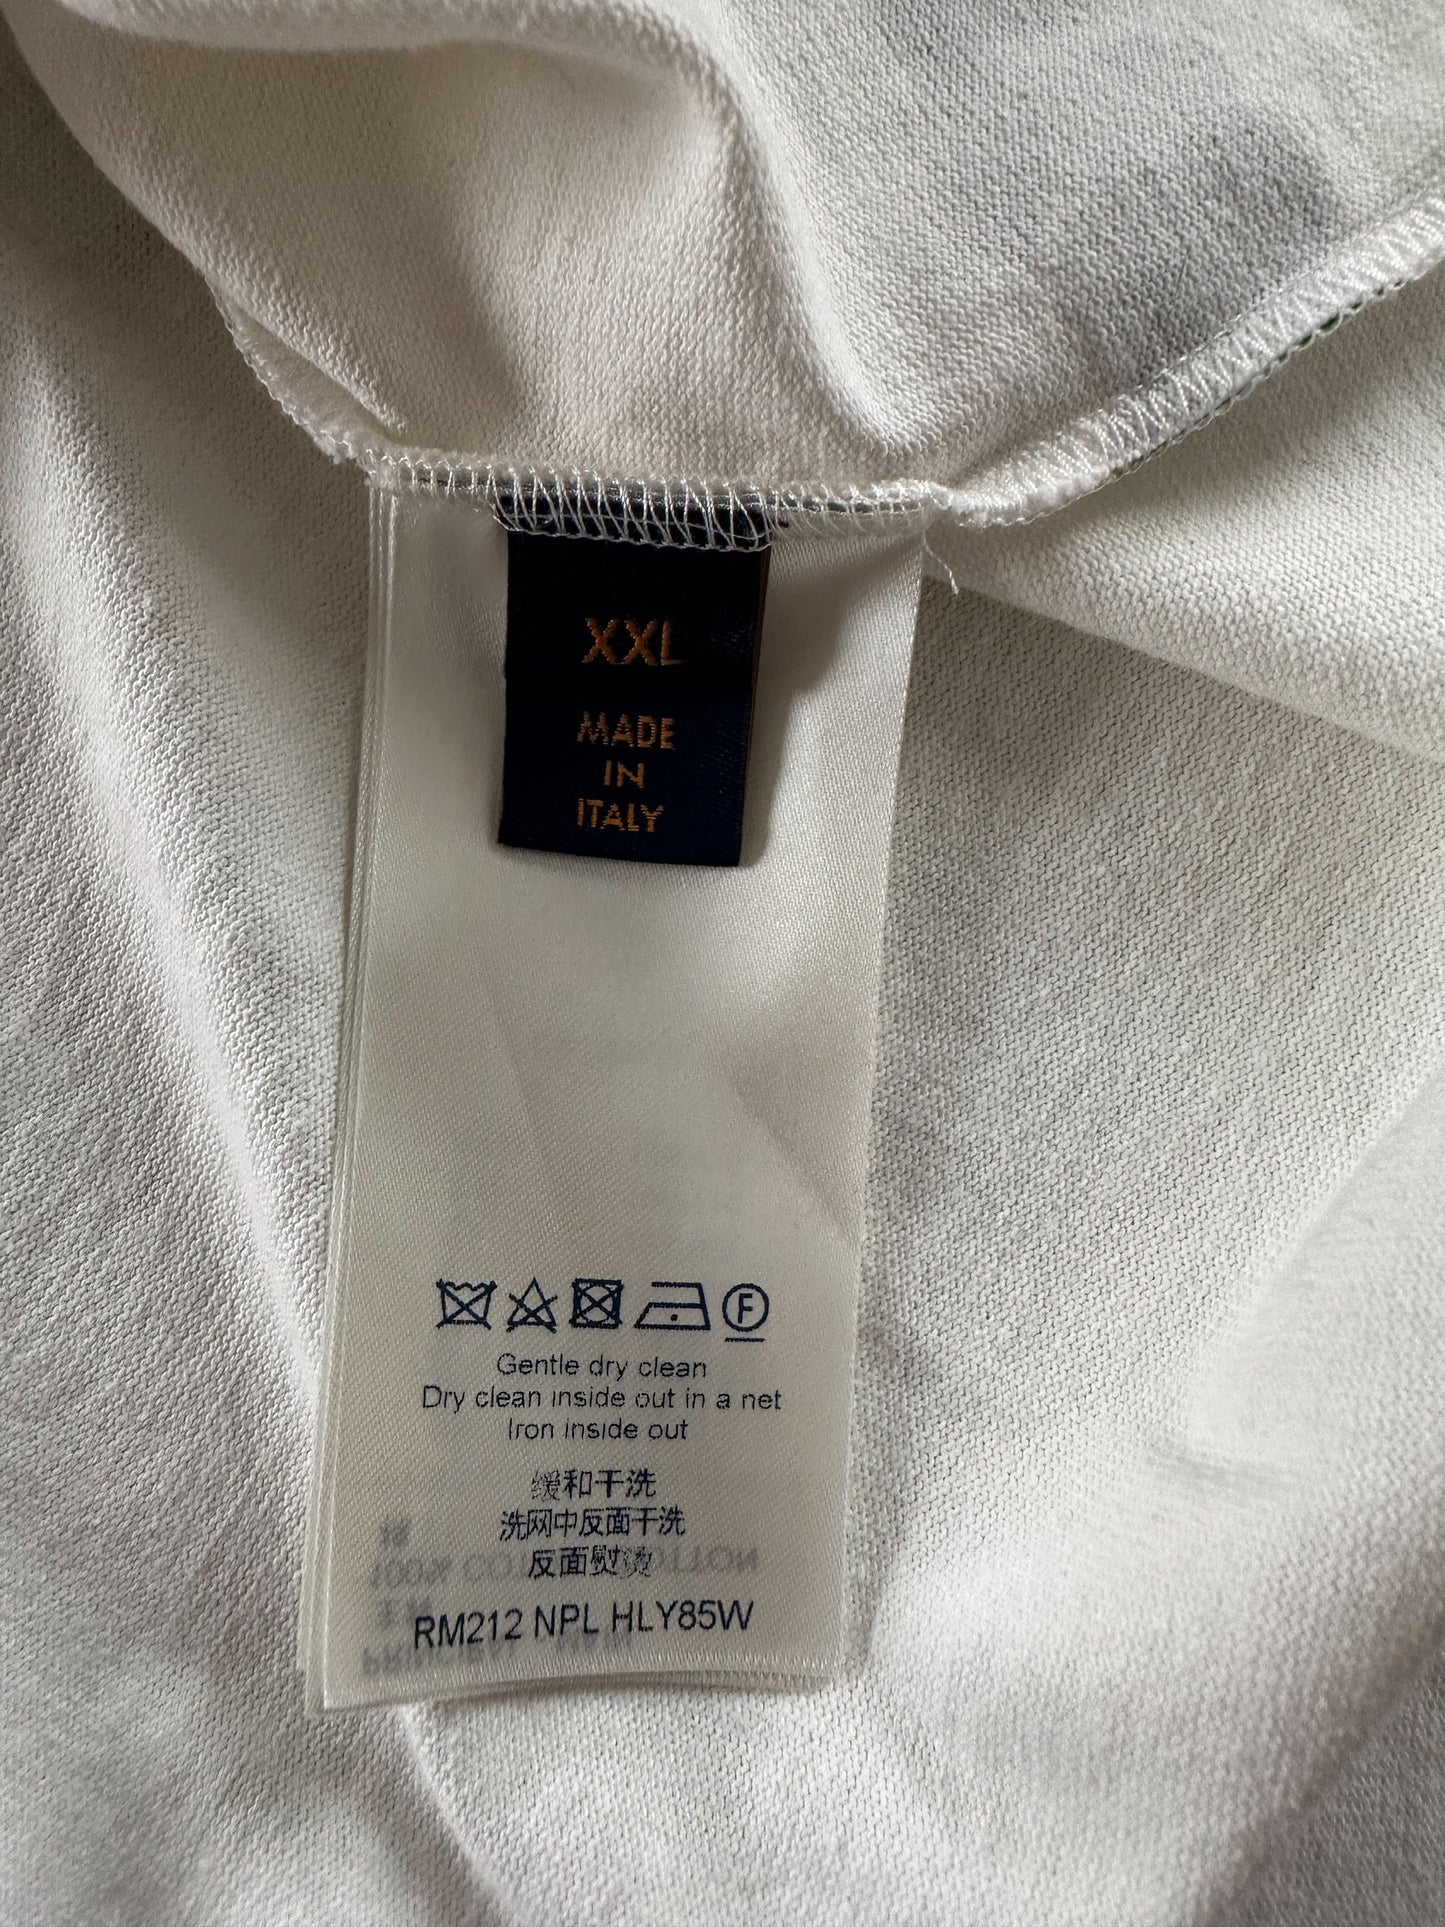 XXL
MADE
IN
ITALY
F
Gentle dry clean
Dry clean inside out in a net
Iron inside out
缓和干洗
洗网中反面干洗
反面熨烫
RM212 NPL HLY85W